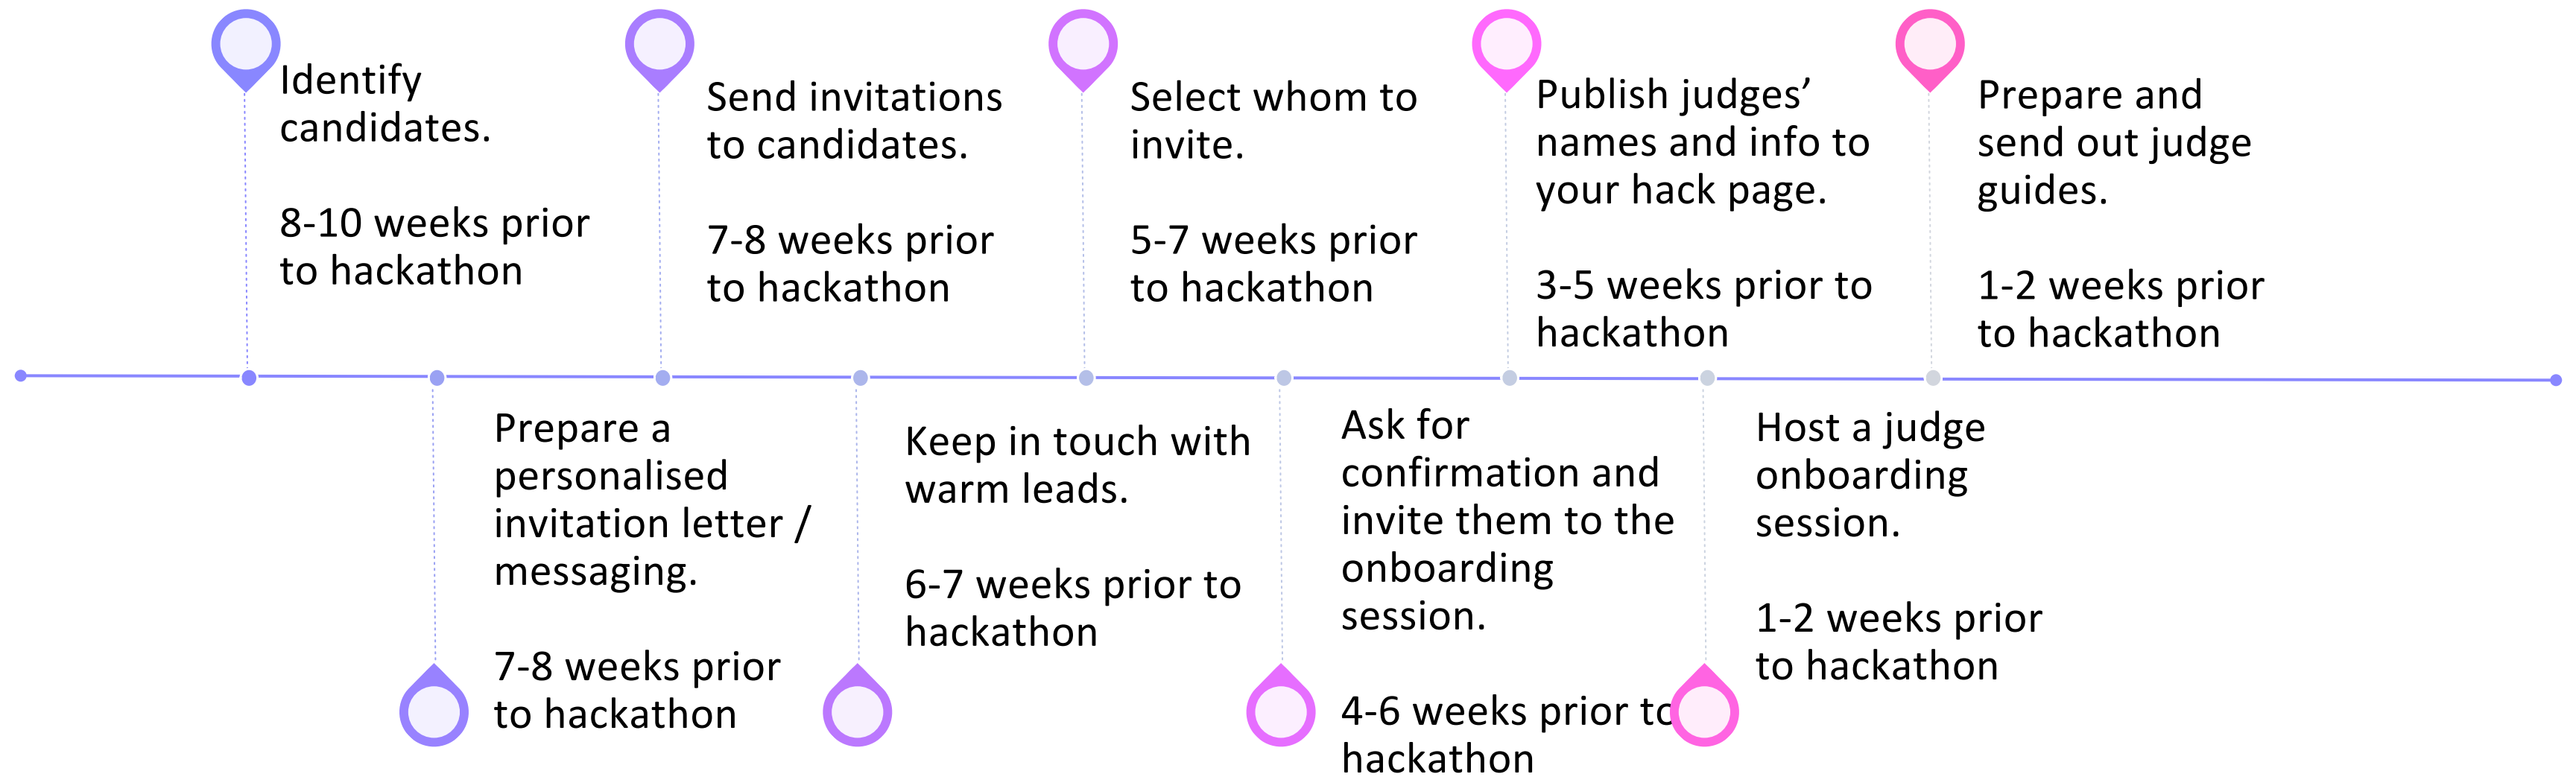 Identify
candidates.
8-10 weeks prior
to hackathon
Prepare a
personalised
invitation letter /
messaging.
7-8 weeks prior
to hackathon
Send invitations
to candidates.
7-8 weeks prior
to hackathon
Keep in touch with
warm leads.
6-7 weeks prior to
hackathon
Select whom to
invite.
5-7 weeks prior
to hackathon
Ask for
confirmation and
invite them to the
onboarding
session.
4-6 weeks prior to
hackathon
Publish judges’
names and info to
your hack page.
3-5 weeks prior to
hackathon
Host a judge
onboarding
session.
1-2 weeks prior
to hackathon
Prepare and
send out judge
guides.
1-2 weeks prior
to hackathon